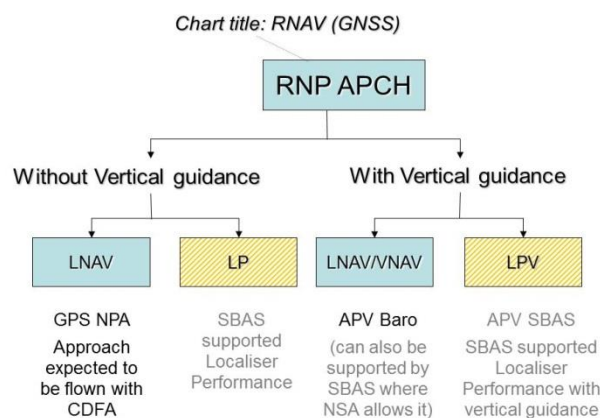 Chart title: RNAV (GNSS)
RNP APCH
Without Vertical guidance
With Vertical guidance
LNAV
LP
LNAV/VNAV
LPV
GPS NPA
Approach
expected to
be flown with
CDFA
SBAS
supported
Localiser
Performance
APV Baro
(can also be
supported by
SBAS where
NSA allows it)
APV SBAS
SBAS supported
Localiser
Performance with
vertical guidance